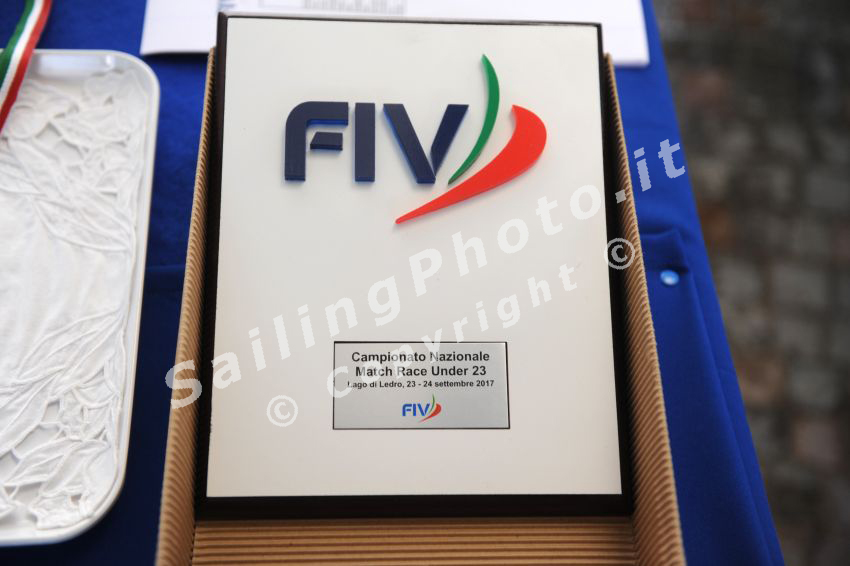 FIV
Campionato Nazionale
Match Race Under 23
Lago di Ledro, 23 - 24 settembre 2017
FIV
SailingPhoto.it
© copyright ©